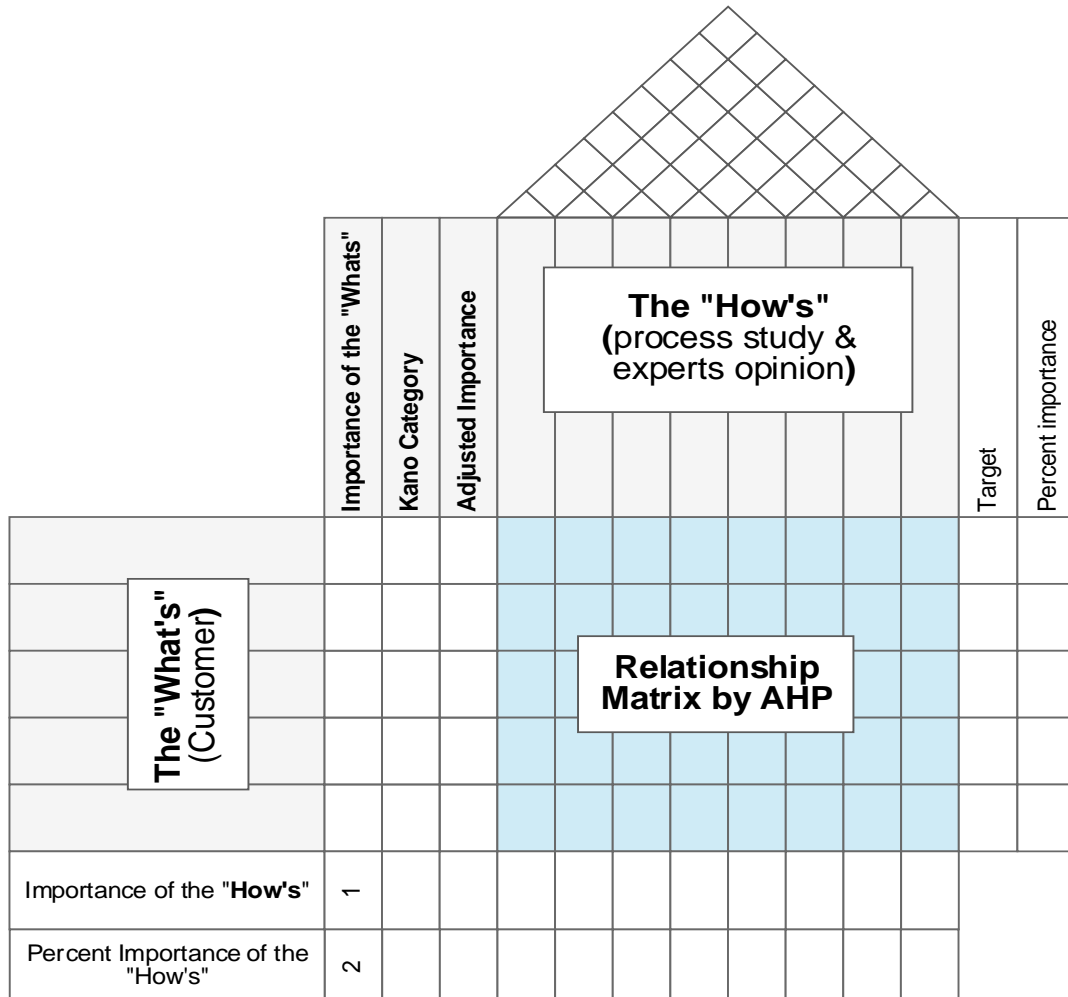 Importance of the "Whats"
Kano Category
Adjusted Importance
The "How's"
(process study &
experts opinion)
Target
Percent importance
The "What's"
(Customer)
Relationship
Matrix by AHP
Importance of the "How's"
1
Percent Importance of the
"How's"
2